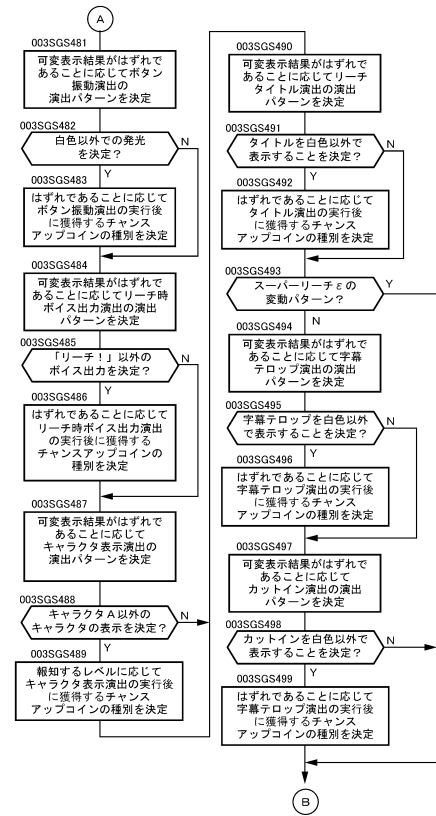 A
003SGS481
可変表示結果がはずれで
あることに応じてボタン
振動演出の
演出パターンを決定
003SGS482
白色以外での発光
を決定？
N
Y
003SGS483
はずれであることに応じて
ボタン振動演出の実行後
に獲得するチャンス
アップコインの種別を決定
003SGS484
可変表示結果がはずれで
あることに応じてリーチ時
ボイス出力演出の演出
パターンを決定
003SGS485
「リーチ！」以外の
ボイス出力を決定？
N
Y
003SGS486
はずれであることに応じて
リーチ時ボイス出力演出
の実行後に獲得する
チャンスアップコインの
種別を決定
003SGS487
可変表示結果がはずれで
あることに応じて
キャラクタ表示演出の
演出パターンを決定
003SGS488
キャラクタA以外の
キャラクタの表示を決定？
N
Y
003SGS489
報知するレベルに応じて
キャラクタ表示演出の実行後
に獲得するチャンス
アップコインの種別を決定
003SGS490
可変表示結果がはずれで
あることに応じてリーチ
タイトル演出の演出
パターンを決定
003SGS491
タイトルを白色以外で
表示することを決定？
N
Y
003SGS492
はずれであることに応じて
タイトル演出の実行後
に獲得するチャンス
アップコインの種別を決定
003SGS493
スーパーリーチεの
変動パターン？
Y
N
003SGS494
可変表示結果がはずれで
あることに応じて字幕
テロップ演出の演出
パターンを決定
003SGS495
字幕テロップを白色以外
で表示することを決定？
N
Y
003SGS496
はずれであることに応じて
字幕テロップ演出の実行後
に獲得するチャンス
アップコインの種別を決定
003SGS497
可変表示結果がはずれで
あることに応じて
カットイン演出の演出
パターンを決定
003SGS498
カットインを白色以外で
表示することを決定？
N
Y
003SGS499
はずれであることに応じて
字幕テロップ演出の実行後
に獲得するチャンス
アップコインの種別を決定
B